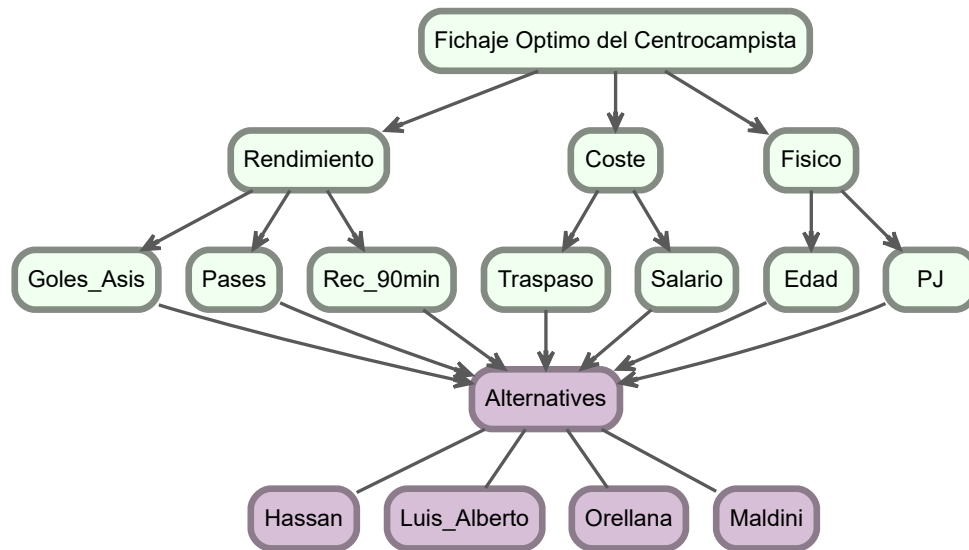 Fichaje Optimo del Centrocampista
Rendimiento
Coste
Fisico
Goles_Asis
Pases
Rec_90min
Traspaso
Salario
Edad
PJ
Alternatives
Hassan
Luis_Alberto
Orellana
Maldini